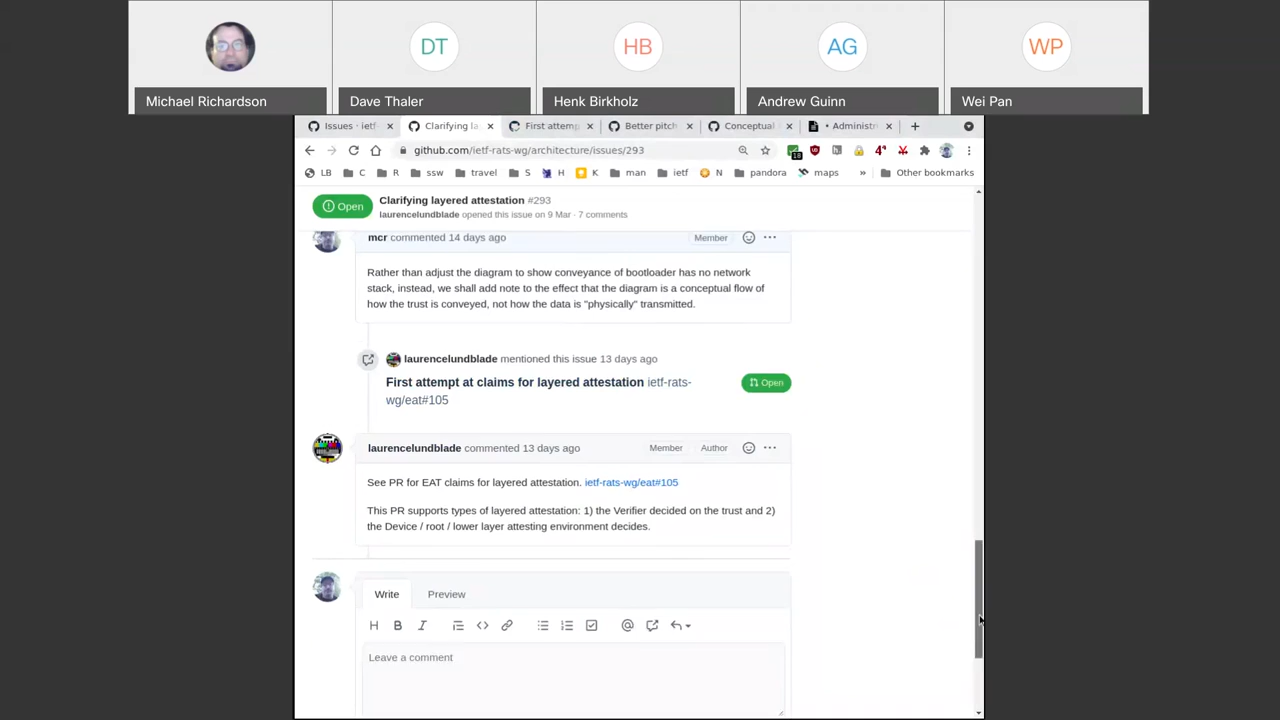 DT
HB
AG
WP
Michael Richardson
Dave Thaler
Henk Birkholz
Andrew Guinn
Wei Pan
Issues · ietf-
Clarifying la
First attemp
Better pitch
Conceptual
• Administr
github.com/ietf-rats-wg/architecture/issues/293
18
LB C R ssw travel S H K man ietf N pandora maps » Other bookmarks
Open
Clarifying layered attestation #293
laurencelundblade opened this issue on 9 Mar · 7 comments
mcr commented 14 days ago
Member
Rather than adjust the diagram to show conveyance of bootloader has no network
stack, instead, we shall add note to the effect that the diagram is a conceptual flow of
how the trust is conveyed, not how the data is "physically" transmitted.
laurencelundblade mentioned this issue 13 days ago
First attempt at claims for layered attestation ietf-rats-
wg/eat#105
Open
laurencelundblade commented 13 days ago
Member Author
See PR for EAT claims for layered attestation. ietf-rats-wg/eat#105
This PR supports types of layered attestation: 1) the Verifier decided on the trust and 2)
the Device / root / lower layer attesting environment decides.
Write Preview
Leave a comment